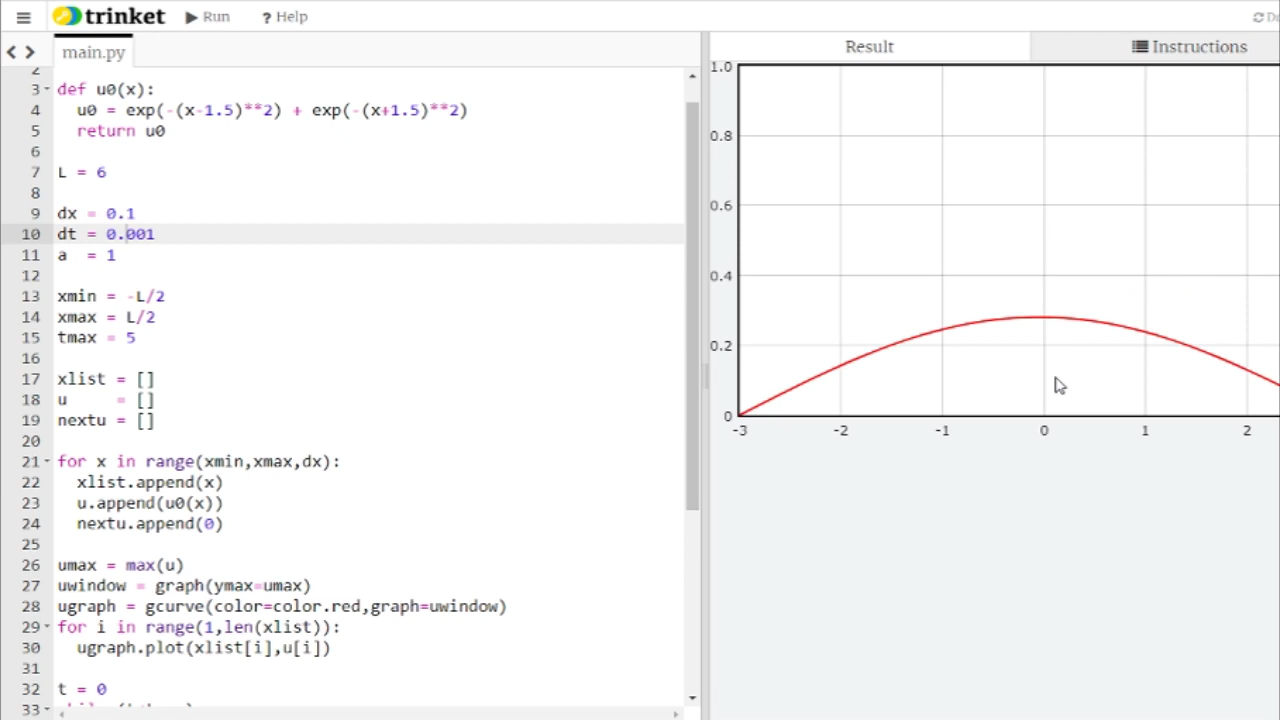 trinket Run ? Help
main.py
2
3 def u0(x):
4 u0 = exp(-(x-1.5)**2) + exp(-(x+1.5)**2)
5 return u0
6
7 L = 6
8
9 dx = 0.1
10 dt = 0.001
11 a = 1
12
13 xmin = -L/2
14 xmax = L/2
15 tmax = 5
16
17 xlist = []
18 u = []
19 nextu = []
20
21 for x in range(xmin,xmax,dx):
22 xlist.append(x)
23 u.append(u0(x))
24 nextu.append(0)
25
26 umax = max(u)
27 uwindow = graph(ymax=umax)
28 ugraph = gcurve(color=color.red,graph=uwindow)
29 for i in range(1,len(xlist)):
30 ugraph.plot(xlist[i],u[i])
31
32 t = 0
33
Result
Instructions
1.0
0.8
0.6
0.4
0.2
0
-3 -2 -1 0 1 2